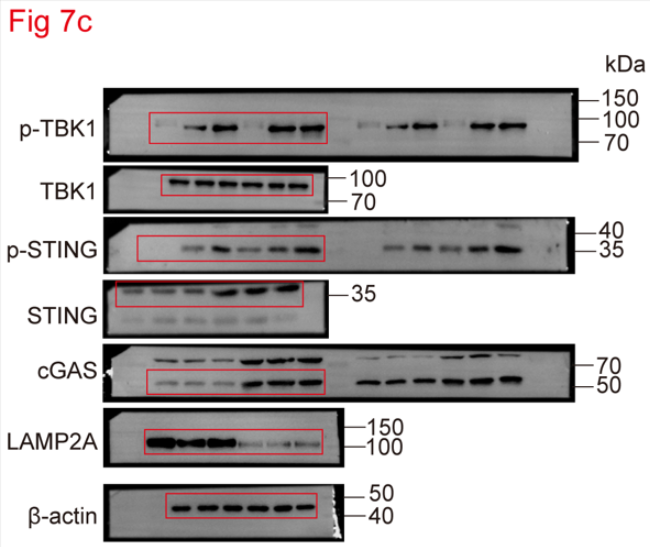 Fig 7c
kDa
p-TBK1
150
100
70
TBK1
100
70
p-STING
40
35
STING
35
cGAS
70
50
LAMP2A
150
100
β-actin
50
40